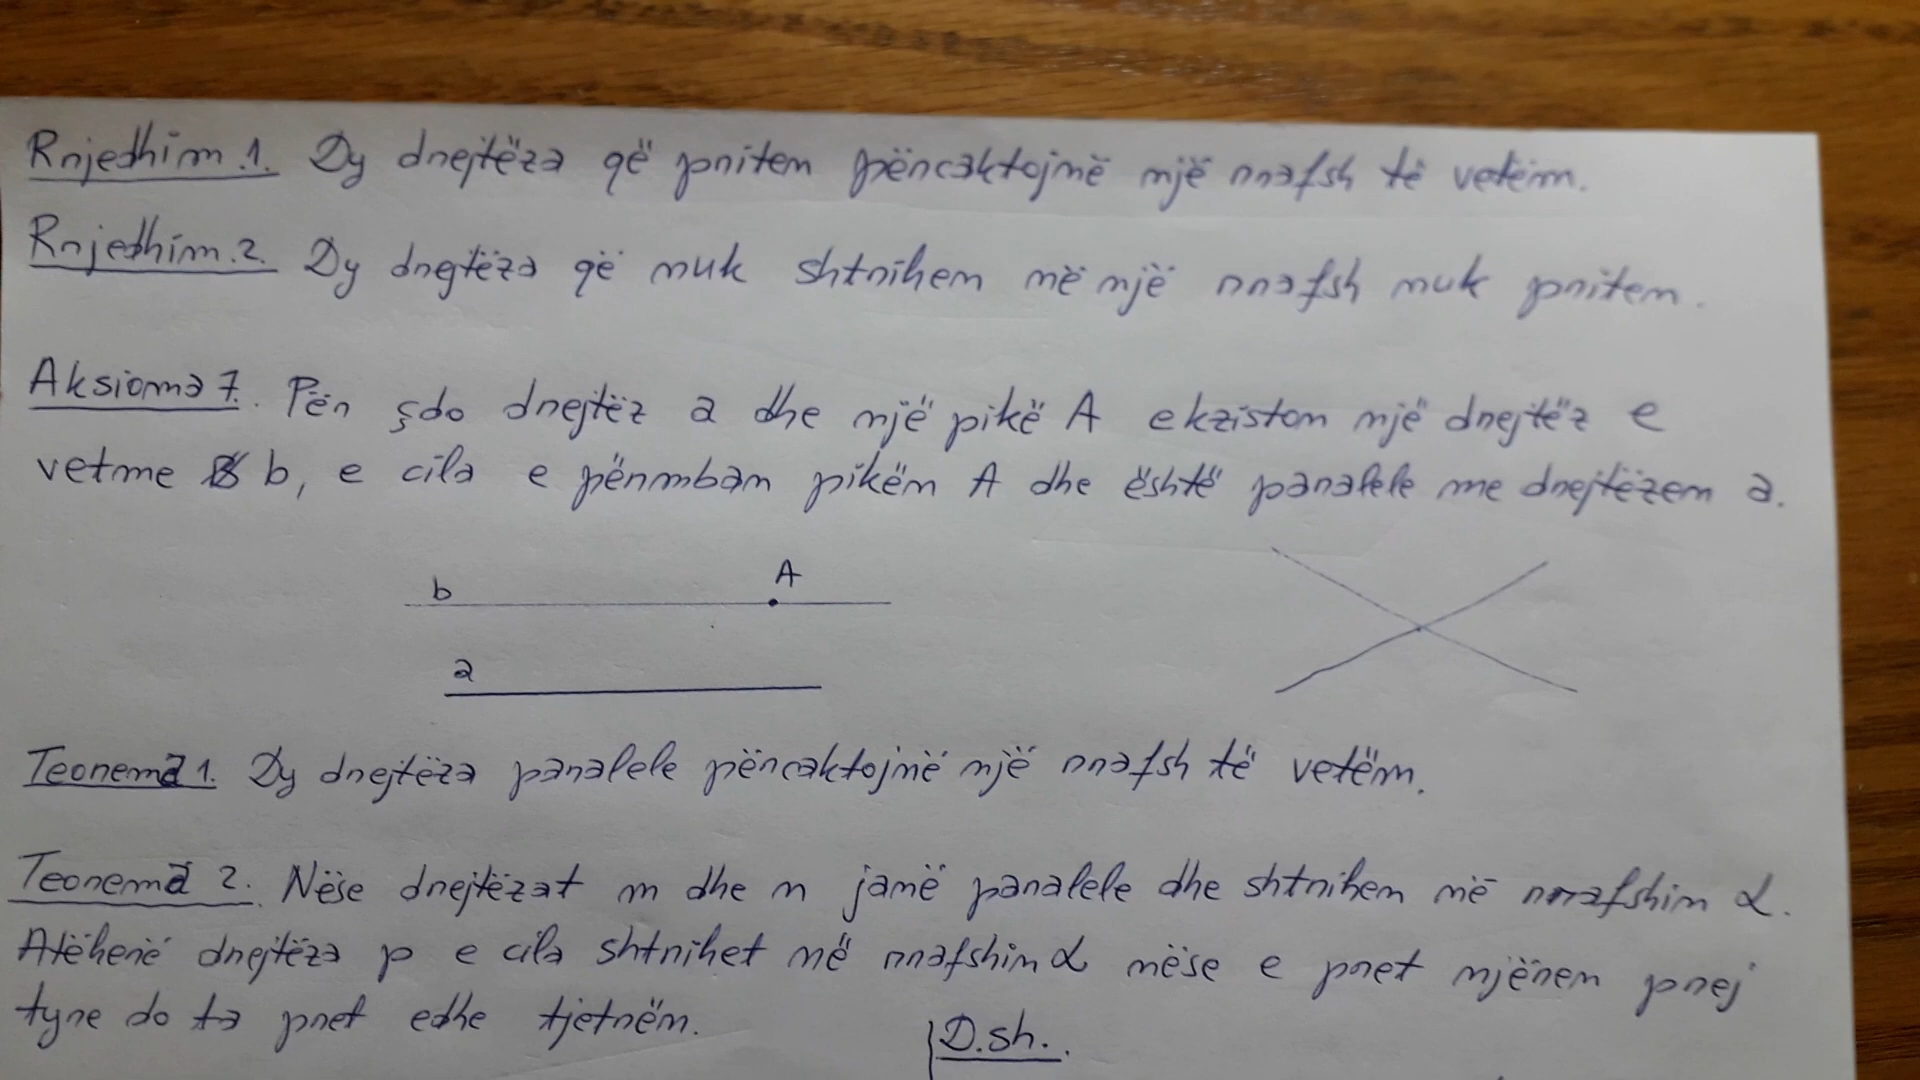 Rrjedhim 1. Dy drejtëza që priten përcaktojnë një rrafsh të vetëm.
Rrjedhim 2. Dy drejtëza që nuk shtrihen në një rrafsh nuk priten.
Aksioma 7. Për çdo drejtëz a dhe një pikë A ekziston një drejtëz e
vetme b, e cila e përmban pikën A dhe është paralele me drejtëzen a.
b A
a
Teorema 1. Dy drejtëza paralele përcaktojnë një rrafsh të vetëm.
Teorema 2. Nëse drejtëzat m dhe n janë paralele dhe shtrihen në rrafshin α.
Atëherë drejtëza p e cila shtrihet në rrafshin α nëse e pret njëren prej
tyne do ta pret edhe tjetrën.
D.sh.